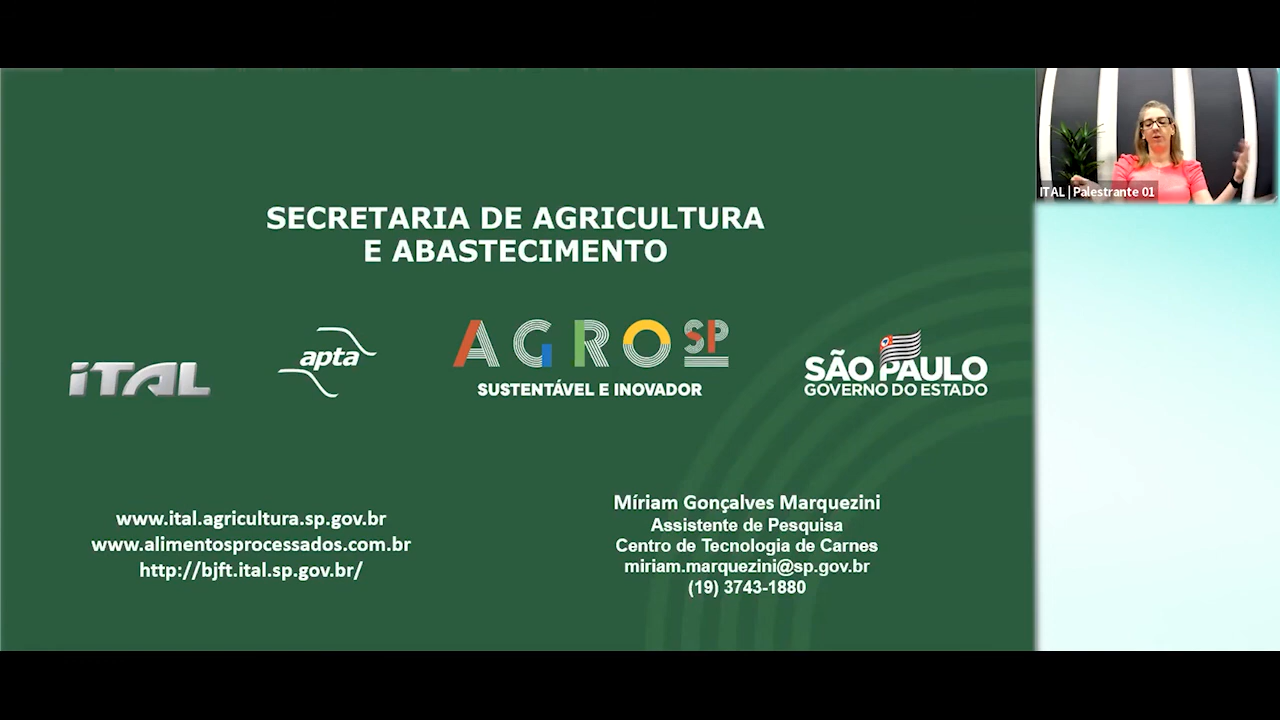 SECRETARIA DE AGRICULTURA
E ABASTECIMENTO
iTAL
apta
AGRO SP
SUSTENTÁVEL E INOVADOR
SÃO PAULO
GOVERNO DO ESTADO
www.ital.agricultura.sp.gov.br
www.alimentosprocessados.com.br
http://bjft.ital.sp.gov.br/
Míriam Gonçalves Marquezini
Assistente de Pesquisa
Centro de Tecnologia de Carnes
miriam.marquezini@sp.gov.br
(19) 3743-1880
ITAL | Palestrante 01